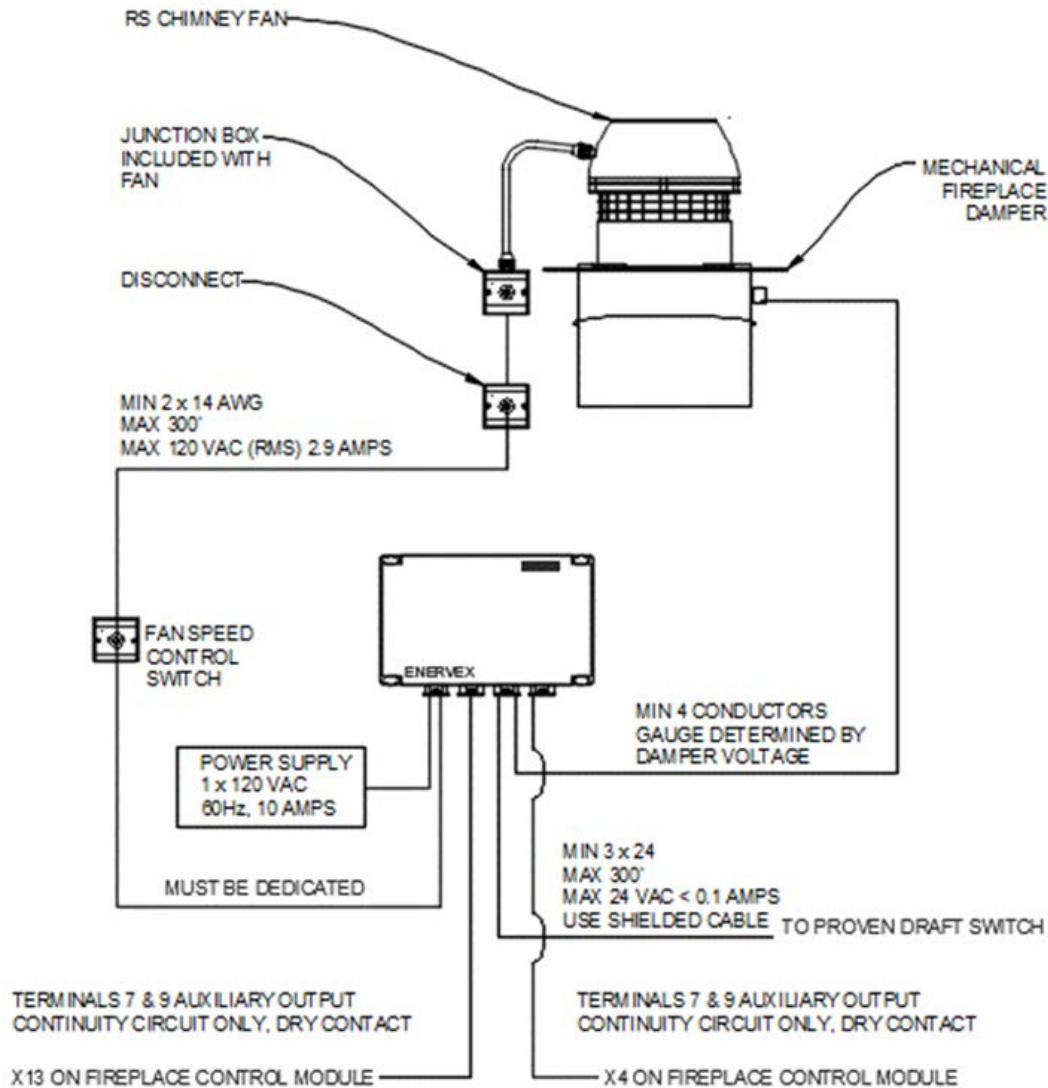 RS CHIMNEY FAN
JUNCTION BOX
INCLUDED WITH
FAN
MECHANICAL
FIREPLACE
DAMPER
DISCONNECT
MIN 2 x 14 AWG
MAX 300'
MAX 120 VAC (RMS) 2.9 AMPS
FAN SPEED
CONTROL
SWITCH
ENERVEX
POWER SUPPLY
1 x 120 VAC
60Hz, 10 AMPS
MIN 4 CONDUCTORS
GAUGE DETERMINED BY
DAMPER VOLTAGE
MUST BE DEDICATED
MIN 3 x 24
MAX 300'
MAX 24 VAC < 0.1 AMPS
USE SHIELDED CABLE
TO PROVEN DRAFT SWITCH
TERMINALS 7 & 9 AUXILIARY OUTPUT
CONTINUITY CIRCUIT ONLY, DRY CONTACT
TERMINALS 7 & 9 AUXILIARY OUTPUT
CONTINUITY CIRCUIT ONLY, DRY CONTACT
X13 ON FIREPLACE CONTROL MODULE
X4 ON FIREPLACE CONTROL MODULE